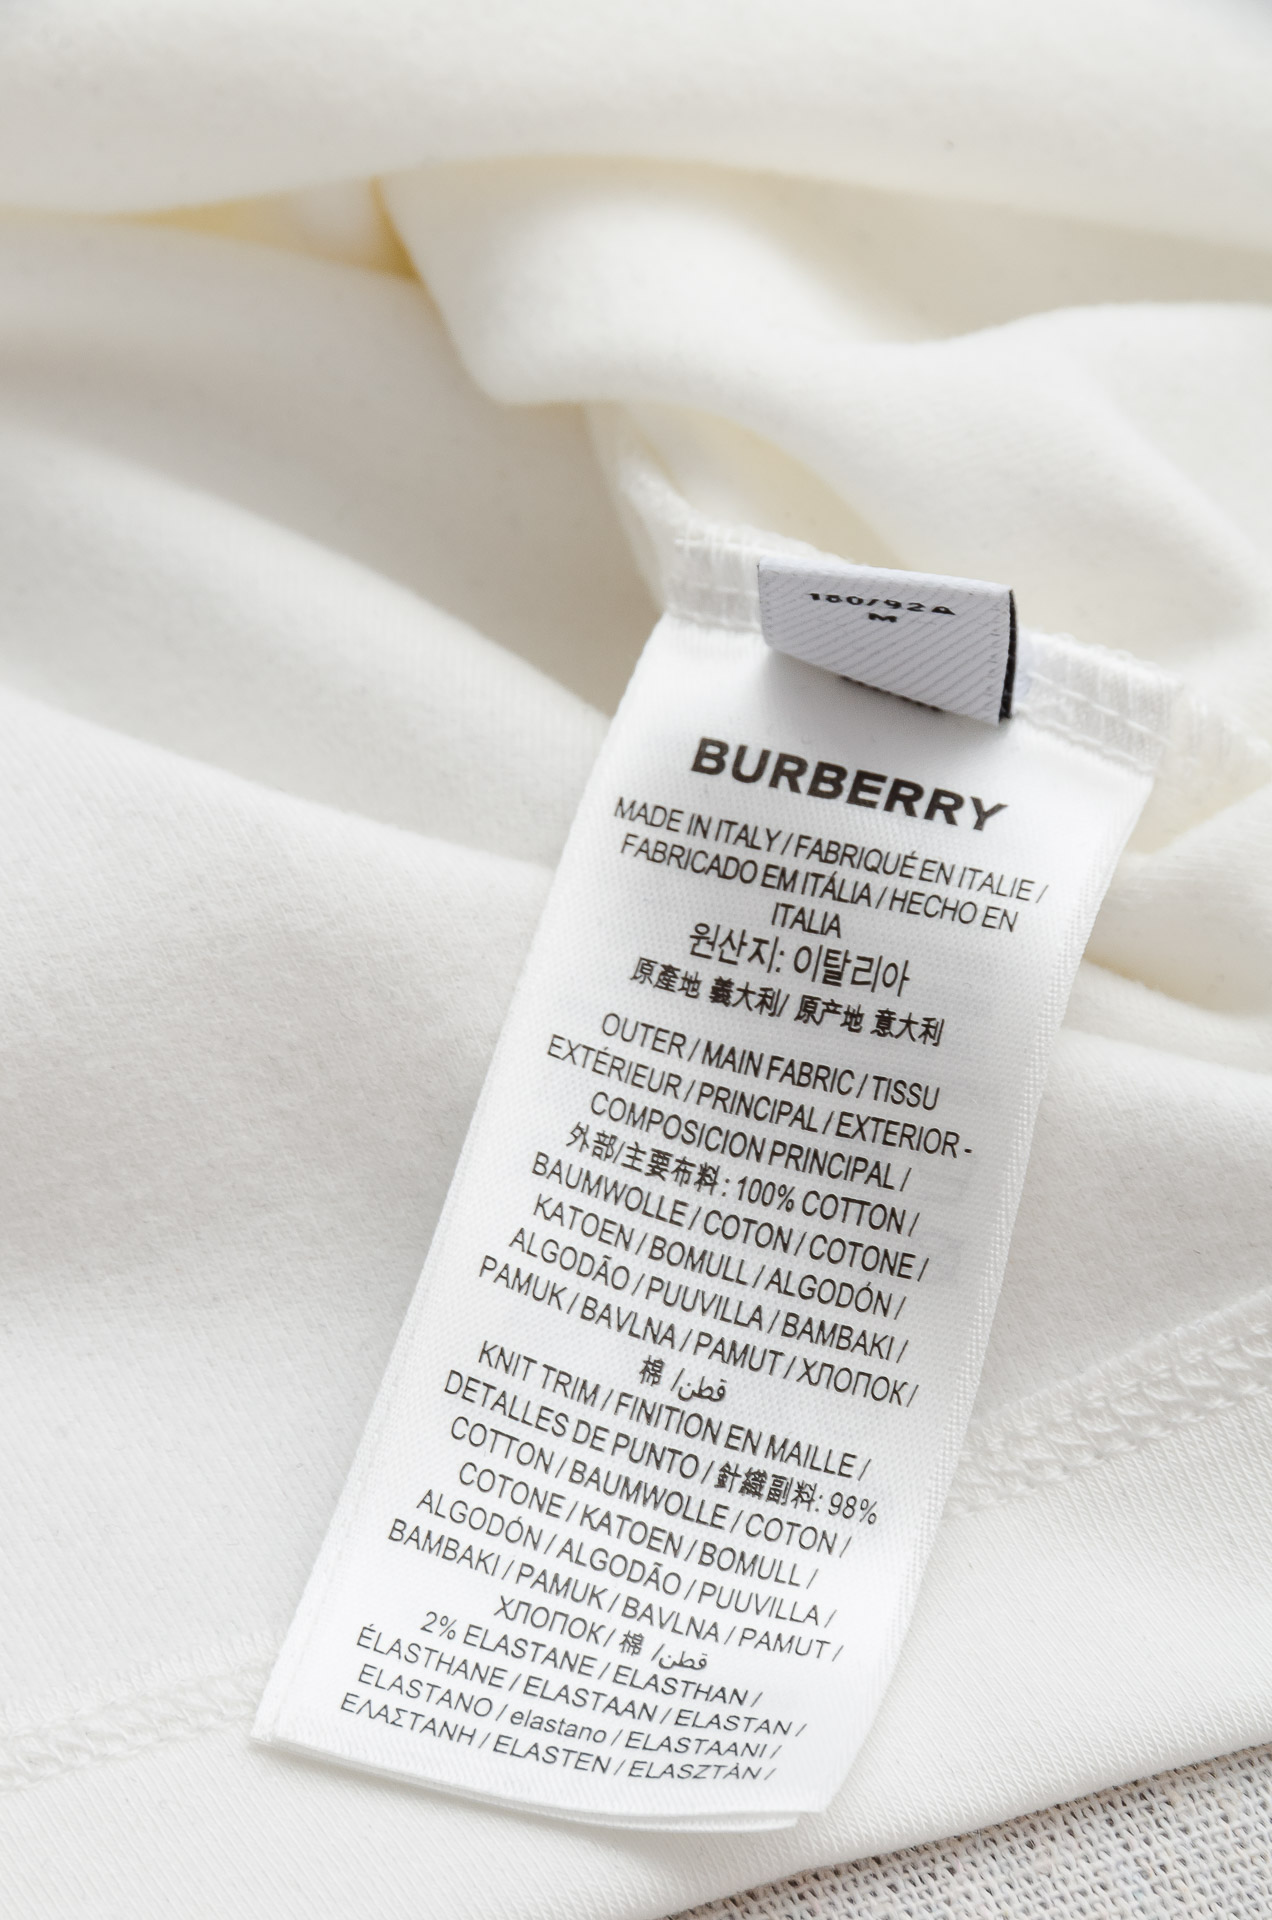 160/92A
M
BURBERRY
MADE IN ITALY / FABRIQUÉ EN ITALIE /
FABRICADO EM ITÁLIA / HECHO EN
ITALIA
원산지: 이탈리아
原產地 義大利/ 原产地 意大利
OUTER / MAIN FABRIC / TISSU
EXTÉRIEUR / PRINCIPAL / EXTERIOR -
COMPOSICION PRINCIPAL /
外部/主要布料: 100% COTTON /
BAUMWOLLE / COTON / COTONE /
KATOEN / BOMULL / ALGODÓN /
ALGODÃO / PUUVILLA / BAMBAKI /
PAMUK / BAVLNA / PAMUT / ХЛОПОК /
棉 /قطن
KNIT TRIM / FINITION EN MAILLE /
DETALLES DE PUNTO / 針織副料: 98%
COTTON / BAUMWOLLE / COTON /
COTONE / KATOEN / BOMULL /
ALGODÓN / ALGODÃO / PUUVILLA /
BAMBAKI / PAMUK / BAVLNA / PAMUT /
ХЛОПОК / 棉 /قطن
2% ELASTANE / ELASTHAN /
ÉLASTHANE / ELASTAAN / ELASTAN /
ELASTANO / elastano / ELASTAANI /
ΕΛΑΣΤΑΝΗ / ELASTEN / ELASZTÁN /